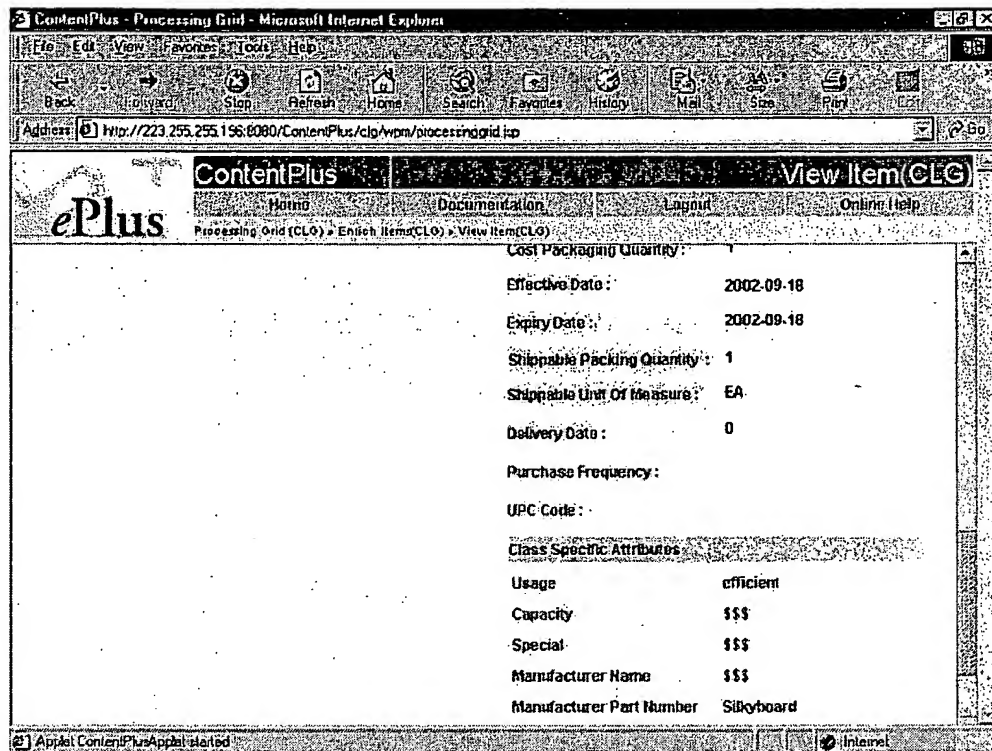 ContentPlus - Processing Grid - Microsoft Internet Explorer
File Edit View Favorites Tools Help
Back Forward Stop Refresh Home Search Favorites History Mail Size Print Edit
Address http://223.255.255.196:8080/ContentPlus/clg/wpm/processinggrid.jsp Go
ePlus
ContentPlus View Item(CLG)
Home Documentation Logout Online Help
Processing Grid (CLG) » Enrich Items(CLG) » View Item(CLG)
Cost Packaging Quantity : 1
Effective Date : 2002-09-18
Expiry Date : 2002-09-18
Shippable Packing Quantity : 1
Shippable Unit Of Measure : EA
Delivery Date : 0
Purchase Frequency :
UPC Code :
Class Specific Attributes
Usage efficient
Capacity $$$
Special $$$
Manufacturer Name $$$
Manufacturer Part Number Silkyboard
Applet ContentPlusApplet started Internet